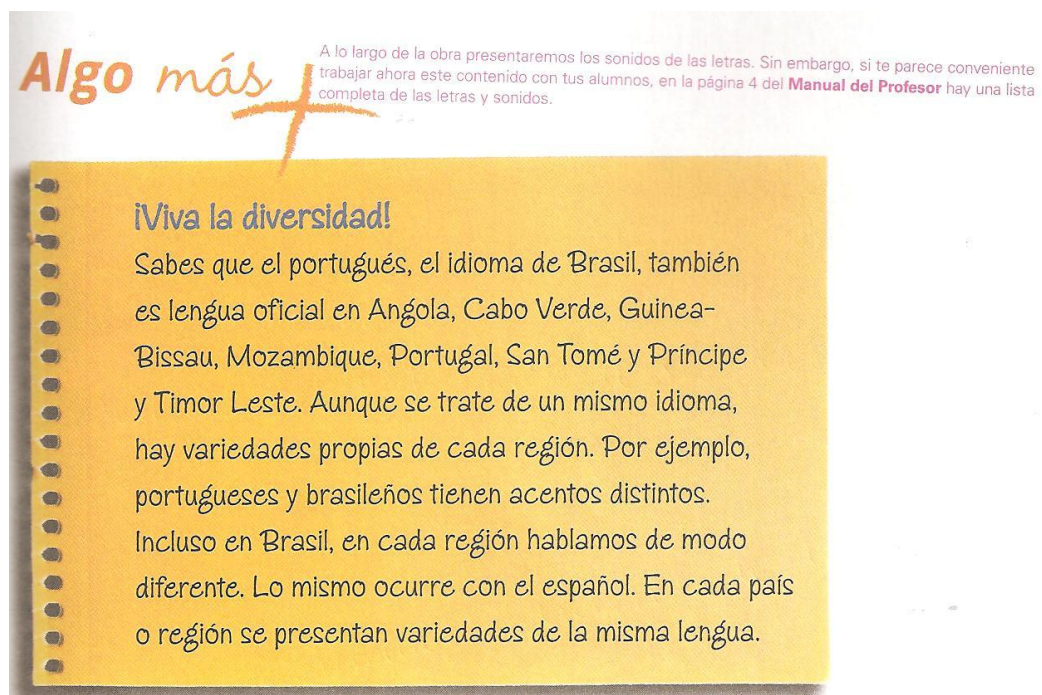 Algo más
A lo largo de la obra presentaremos los sonidos de las letras. Sin embargo, si te parece conveniente
trabajar ahora este contenido con tus alumnos, en la página 4 del Manual del Profesor hay una lista
completa de las letras y sonidos.
¡Viva la diversidad!
Sabes que el portugués, el idioma de Brasil, también
es lengua oficial en Angola, Cabo Verde, Guinea-
Bissau, Mozambique, Portugal, San Tomé y Príncipe
y Timor Leste. Aunque se trate de un mismo idioma,
hay variedades propias de cada región. Por ejemplo,
portugueses y brasileños tienen acentos distintos.
Incluso en Brasil, en cada región hablamos de modo
diferente. Lo mismo ocurre con el español. En cada país
o región se presentan variedades de la misma lengua.